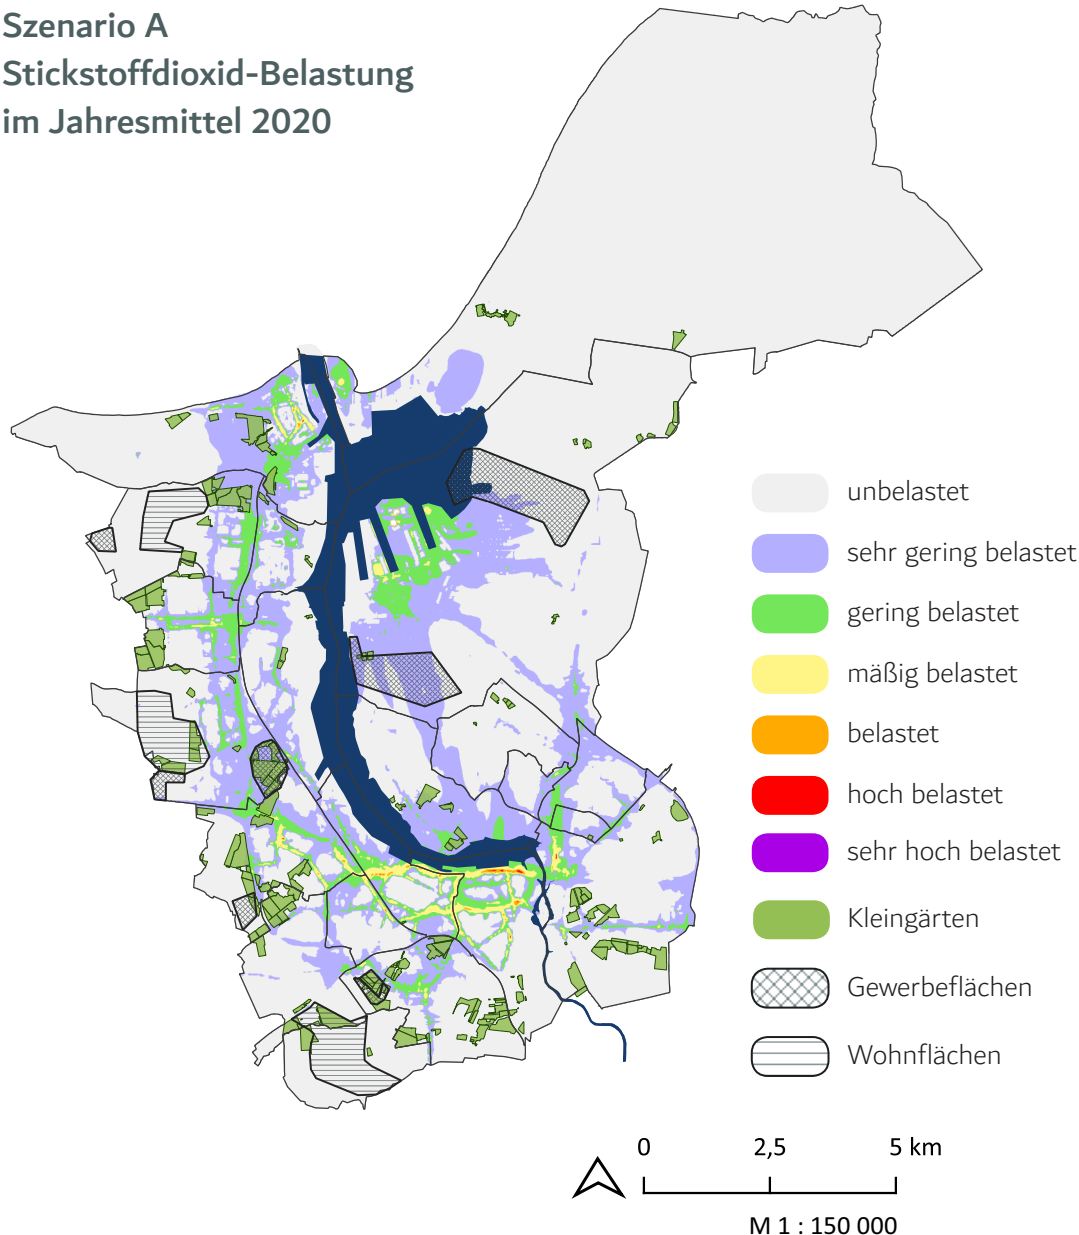 Szenario A
Stickstoffdioxid-Belastung
im Jahresmittel 2020
unbelastet
sehr gering belastet
gering belastet
mäßig belastet
belastet
hoch belastet
sehr hoch belastet
Kleingärten
Gewerbeflächen
Wohnflächen
0 2,5 5 km
M 1 : 150 000